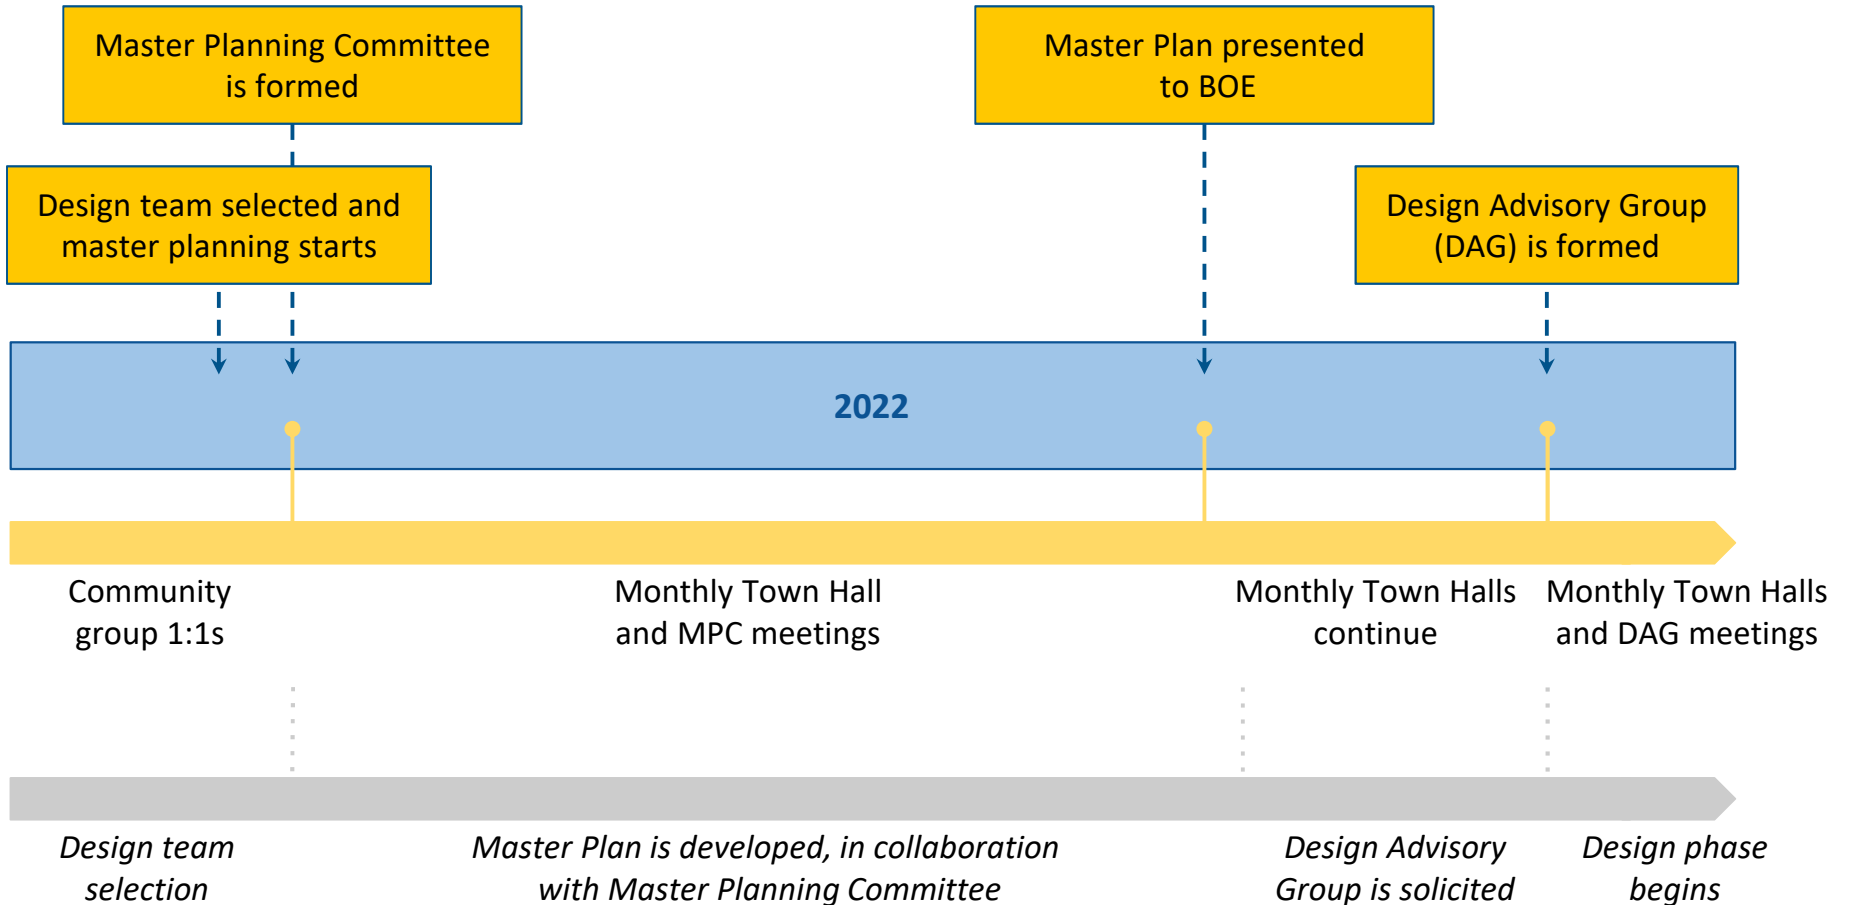 Master Planning Committee
is formed
Master Plan presented
to BOE
Design team selected and
master planning starts
Design Advisory Group
(DAG) is formed
2022
Community
group 1:1s
Monthly Town Hall
and MPC meetings
Monthly Town Halls
continue
Monthly Town Halls
and DAG meetings
Design team
selection
Master Plan is developed, in collaboration
with Master Planning Committee
Design Advisory
Group is solicited
Design phase
begins